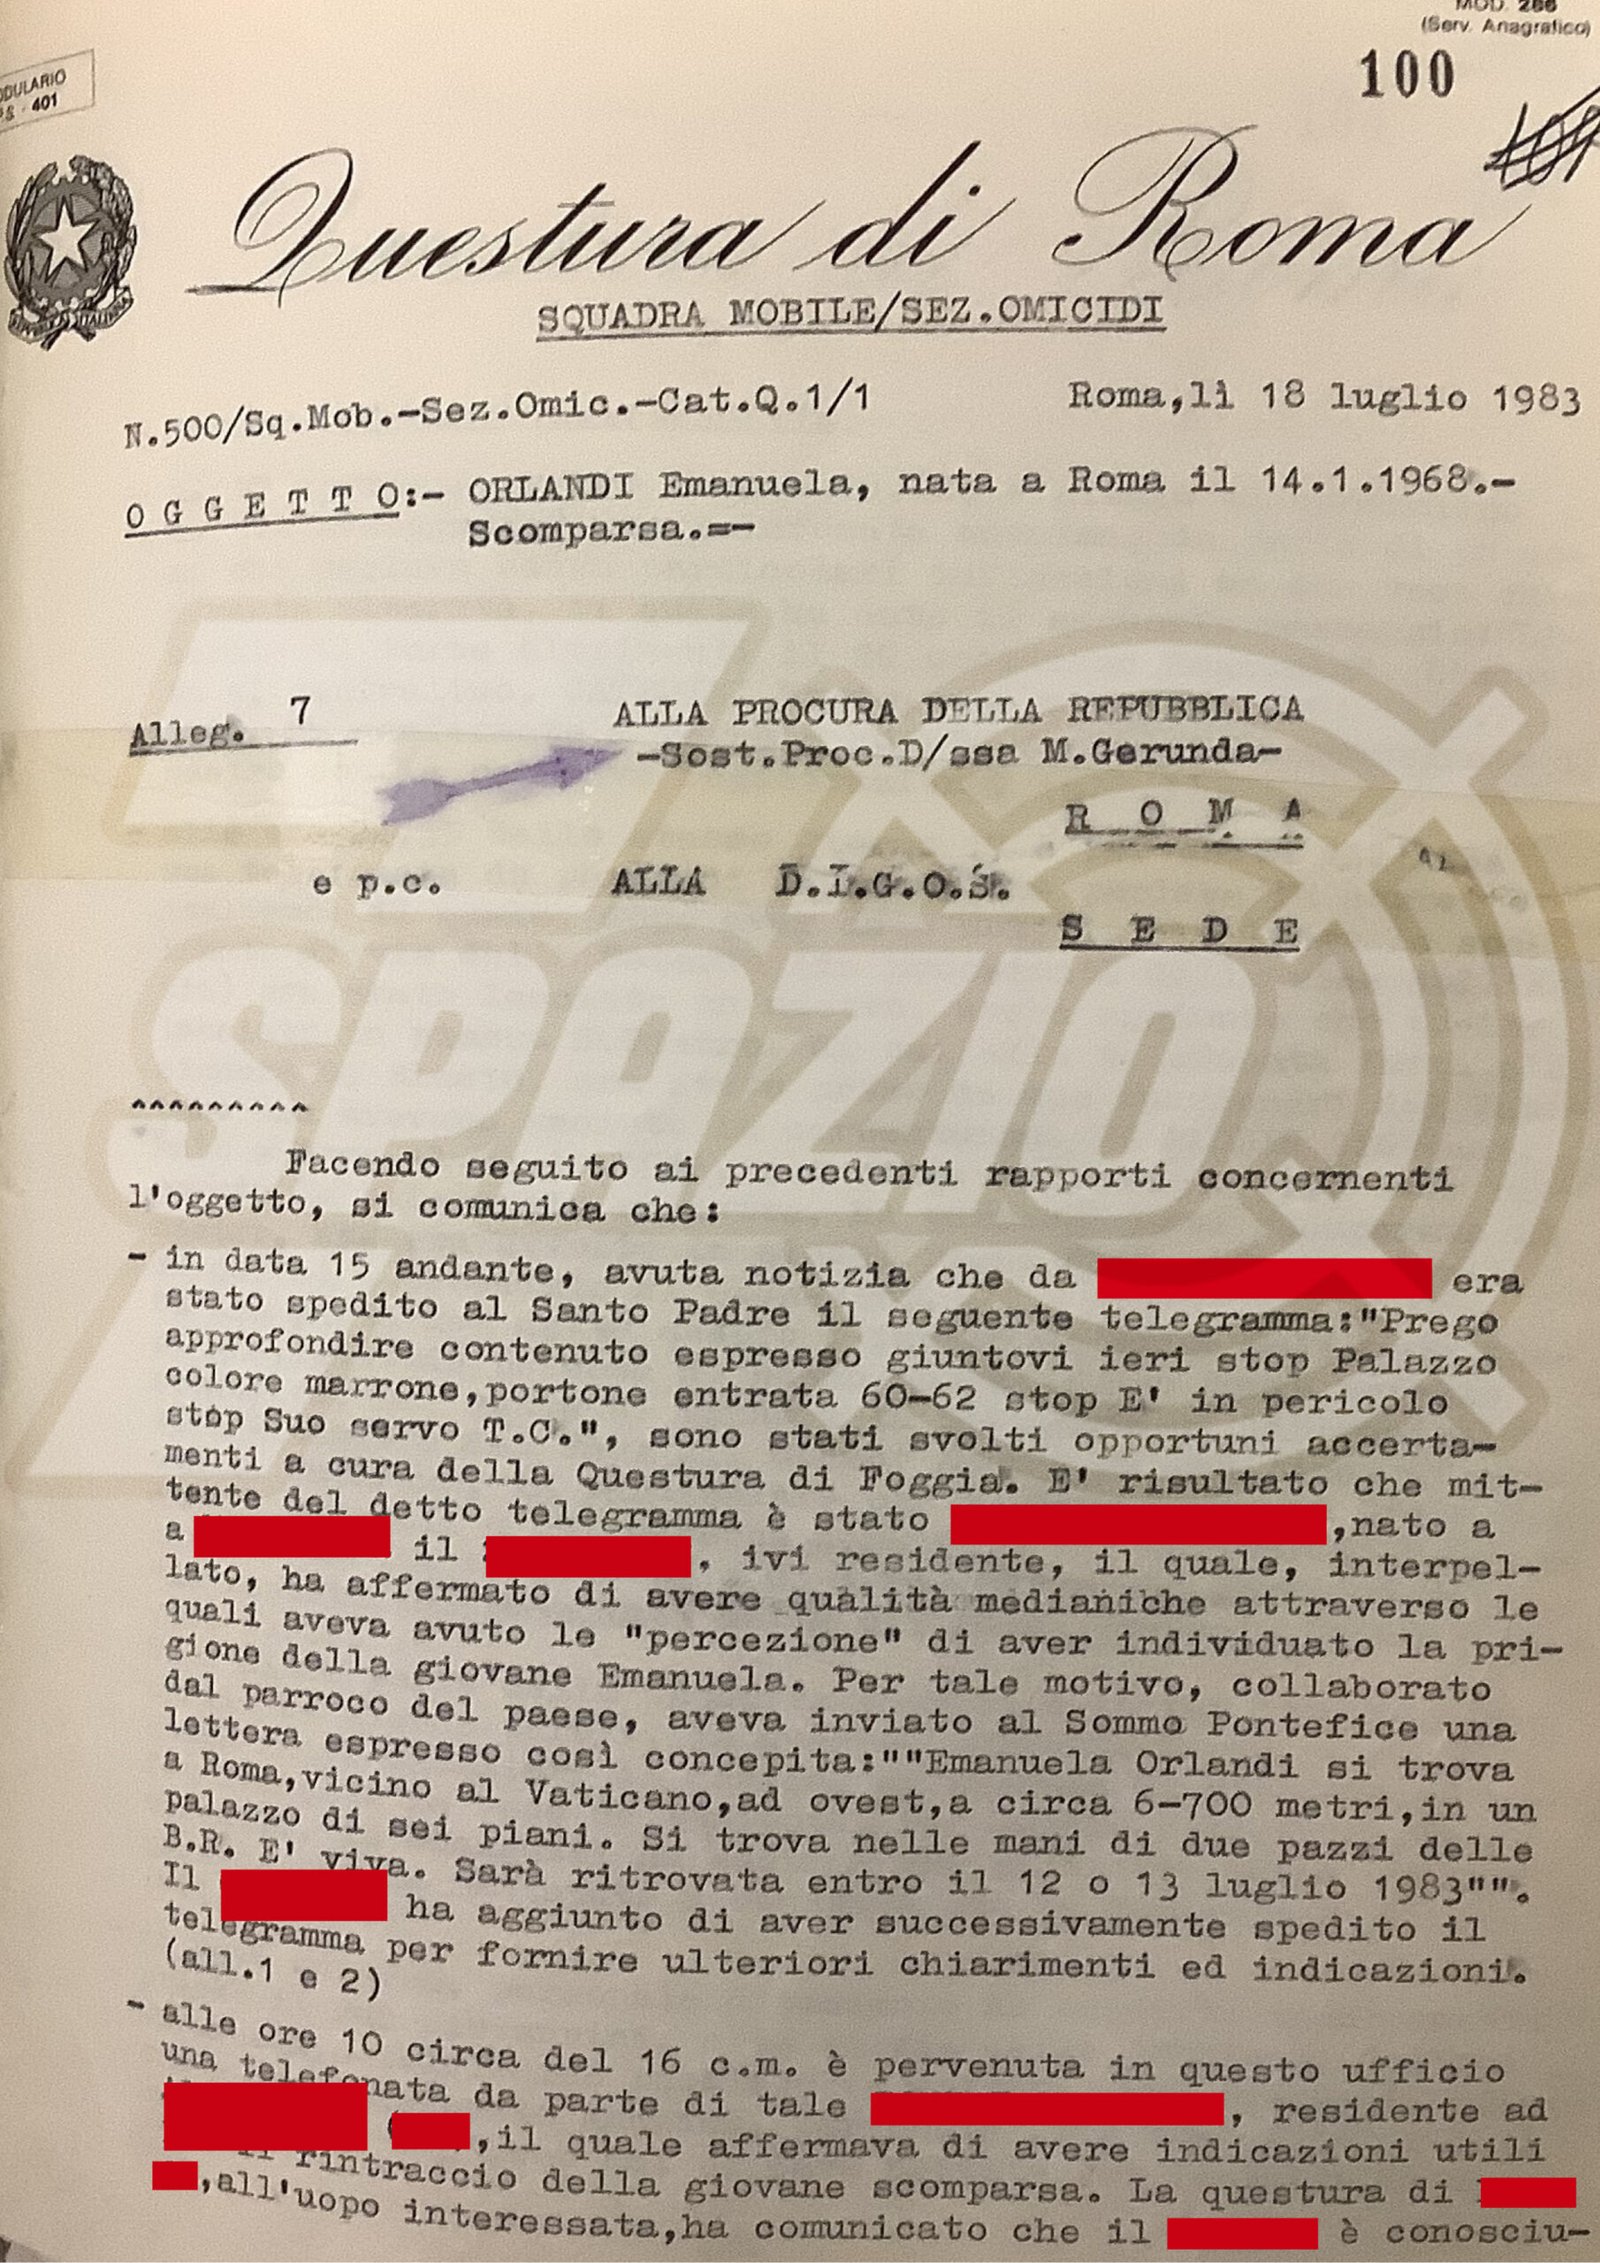 MOD. 286
(Serv. Anagrafico)
100
ODULARIO
P.S - 401
Questura di Roma
SQUADRA MOBILE/SEZ.OMICIDI
N.500/Sq.Mob.-Sez.Omic.-Cat.Q.1/1
Roma,lì 18 luglio 1983
O G G E T T O:- ORLANDI Emanuela, nata a Roma il 14.1.1968.-
Scomparsa.=-
Alleg. 7
ALLA PROCURA DELLA REPUBBLICA
-Sost.Proc.D/ssa M.Gerunda-
R O M A
e p.c. ALLA D.I.G.O.S.
S E D E
SPAZIO
^^^^^^^^^
Facendo seguito ai precedenti rapporti concernenti
l'oggetto, si comunica che:
- in data 15 andante, avuta notizia che da era
stato spedito al Santo Padre il seguente telegramma:"Prego
approfondire contenuto espresso giuntovi ieri stop Palazzo
colore marrone,portone entrata 60-62 stop E' in pericolo
stop Suo servo T.C.", sono stati svolti opportuni accerta-
menti a cura della Questura di Foggia. E' risultato che mit-
tente del detto telegramma è stato ,nato a
a il , ivi residente, il quale, interpel-
lato, ha affermato di avere qualità medianiche attraverso le
quali aveva avuto le "percezione" di aver individuato la pri-
gione della giovane Emanuela. Per tale motivo, collaborato
dal parroco del paese, aveva inviato al Sommo Pontefice una
lettera espresso così concepita:""Emanuela Orlandi si trova
a Roma,vicino al Vaticano,ad ovest,a circa 6-700 metri,in un
palazzo di sei piani. Si trova nelle mani di due pazzi delle
B.R. E' viva. Sarà ritrovata entro il 12 o 13 luglio 1983"".
Il ha aggiunto di aver successivamente spedito il
telegramma per fornire ulteriori chiarimenti ed indicazioni.
(all.1 e 2)
- alle ore 10 circa del 16 c.m. è pervenuta in questo ufficio
una telefonata da parte di tale , residente ad
( ,il quale affermava di avere indicazioni utili
il rintraccio della giovane scomparsa. La questura di
,all'uopo interessata,ha comunicato che il è conosciu-